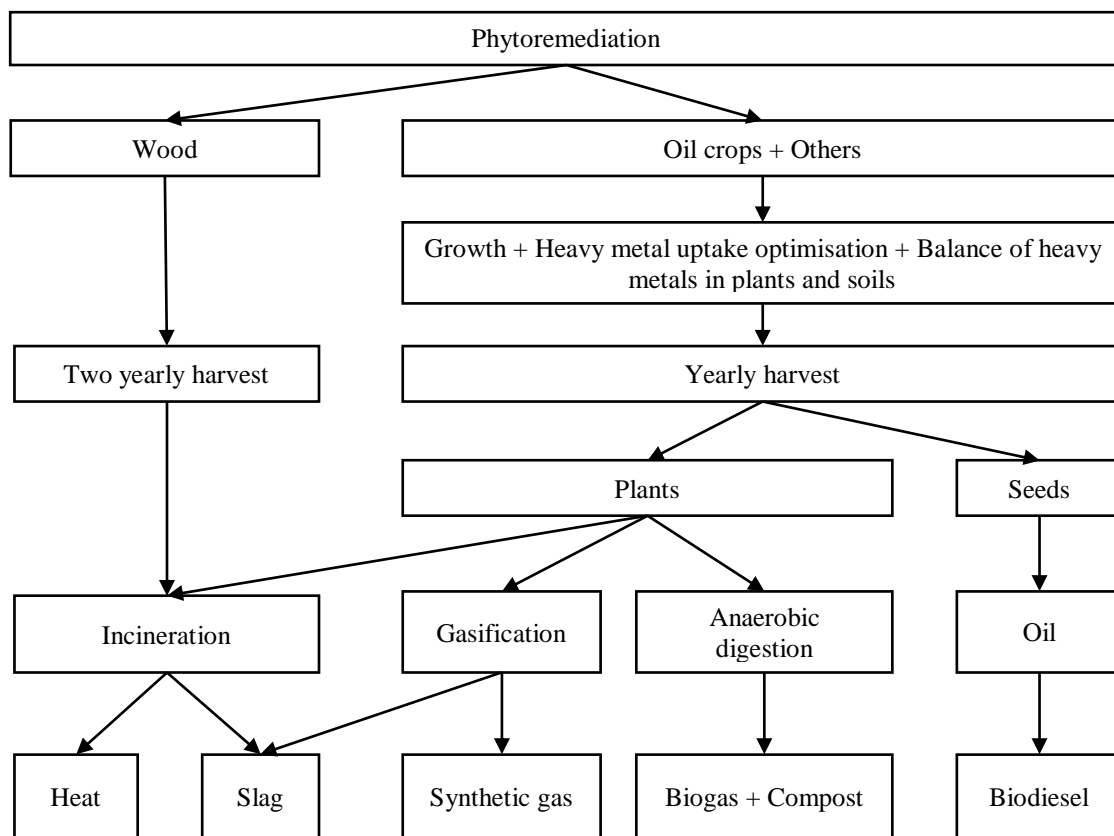 Phytoremediation
Wood
Oil crops + Others
Growth + Heavy metal uptake optimisation + Balance of heavy
metals in plants and soils
Two yearly harvest
Yearly harvest
Plants
Seeds
Incineration
Gasification
Anaerobic
digestion
Oil
Heat
Slag
Synthetic gas
Biogas + Compost
Biodiesel